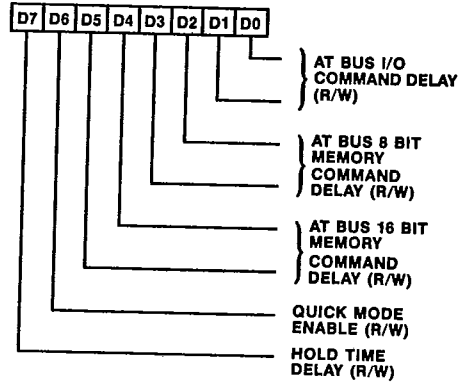 D7 D6 D5 D4 D3 D2 D1 D0
AT BUS I/O
COMMAND DELAY
(R/W)
AT BUS 8 BIT
MEMORY
COMMAND
DELAY (R/W)
AT BUS 16 BIT
MEMORY
COMMAND
DELAY (R/W)
QUICK MODE
ENABLE (R/W)
HOLD TIME
DELAY (R/W)